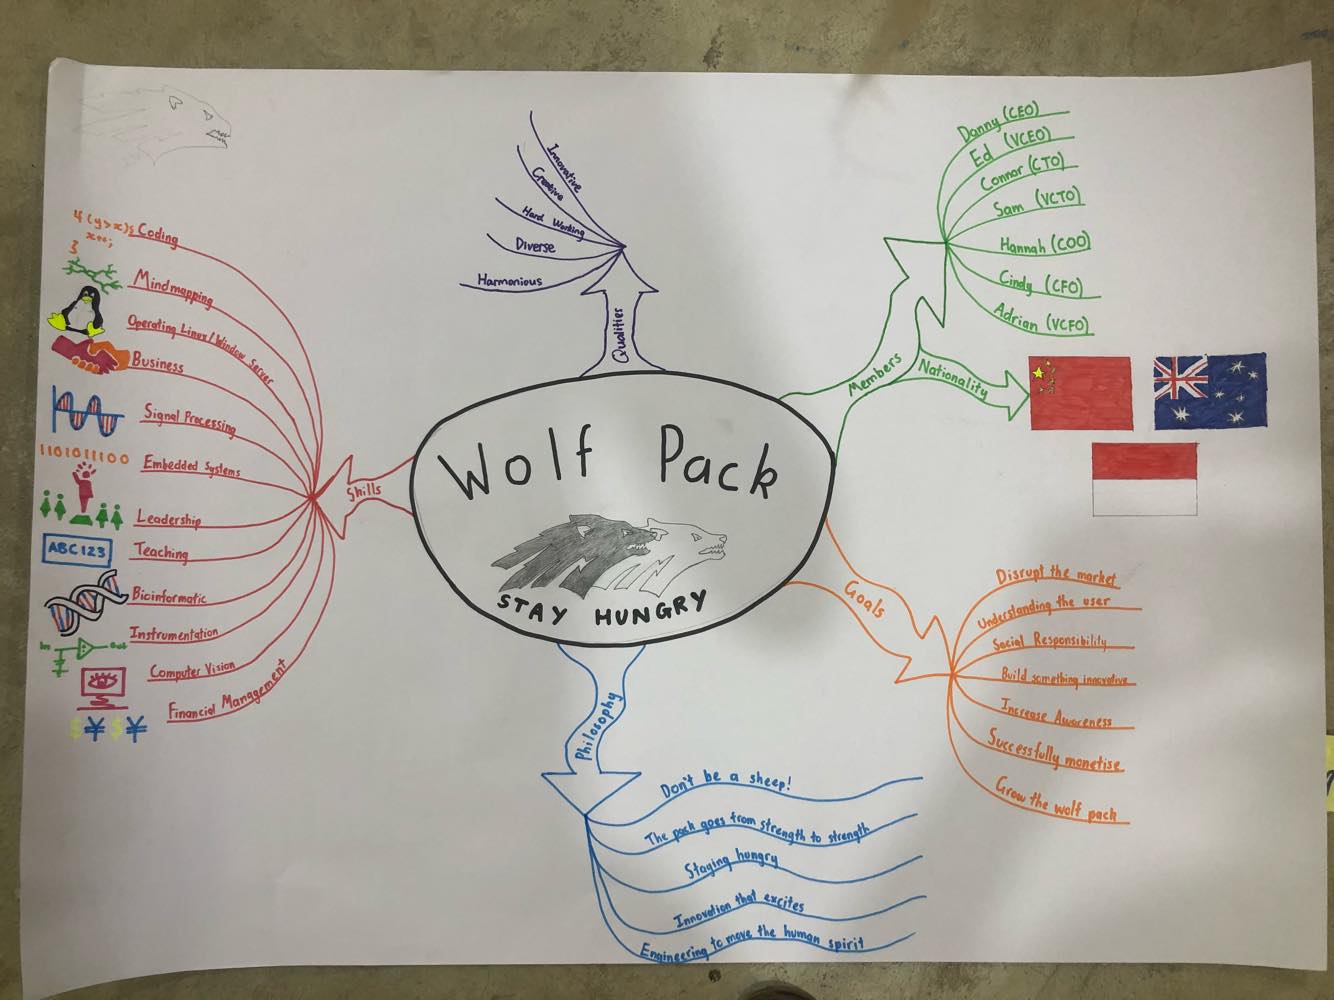 Wolf Pack
STAY HUNGRY
Qualities
Innovative
Creative
Hard Working
Diverse
Harmonious
Members
Danny (CEO)
Ed (VCEO)
Connor (CTO)
Sam (VCTO)
Hannah (COO)
Cindy (CFO)
Adrian (VCFO)
Nationality
Goals
Disrupt the market
Understanding the user
Social Responsibility
Build something innovative
Increase Awareness
Successfully monetise
Grow the wolf pack
Philosophy
Don't be a sheep!
The pack goes from strength to strength
Staying hungry
Innovation that excites
Engineering to move the human spirit
Skills
if (y>x){
x++;
}
Coding
Mindmapping
Operating Linux/Window Server
Business
Signal Processing
1101011100
Embedded Systems
Leadership
ABC123
Teaching
Bioinformatic
Instrumentation
In
Out
Computer Vision
Financial Management
$¥$¥